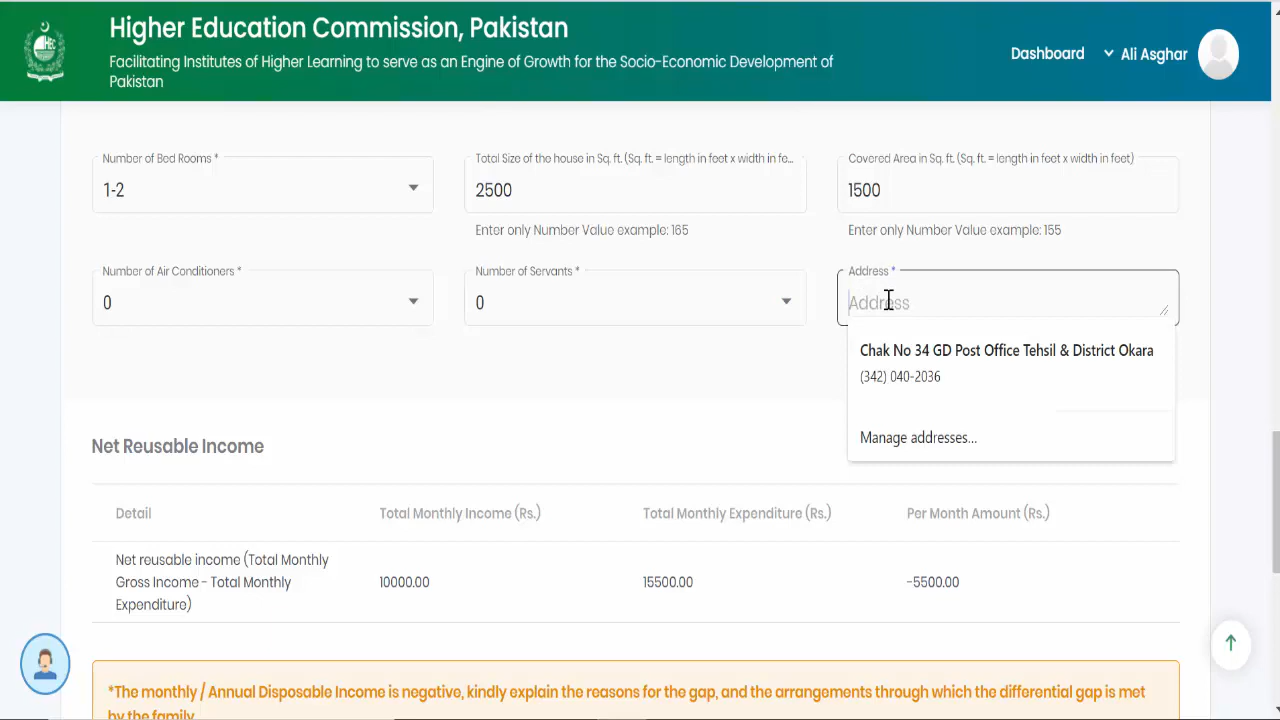 Higher Education Commission, Pakistan
Facilitating Institutes of Higher Learning to serve as an Engine of Growth for the Socio-Economic Development of
Pakistan
Dashboard
Ali Asghar
Number of Bed Rooms *
1-2
Total Size of the house in Sq. ft. (Sq. ft. = length in feet x width in fe...
2500
Enter only Number Value example: 165
Covered Area in Sq. ft. (Sq. ft. = length in feet x width in feet)
1500
Enter only Number Value example: 155
Number of Air Conditioners *
0
Number of Servants *
0
Address *
Address
Chak No 34 GD Post Office Tehsil & District Okara
(342) 040-2036
Manage addresses...
Net Reusable Income
Detail Total Monthly Income (Rs.) Total Monthly Expenditure (Rs.) Per Month Amount (Rs.)
Net reusable income (Total Monthly
Gross Income - Total Monthly
Expenditure)
10000.00 15500.00 -5500.00
*The monthly / Annual Disposable Income is negative, kindly explain the reasons for the gap, and the arrangements through which the differential gap is met
by the family.